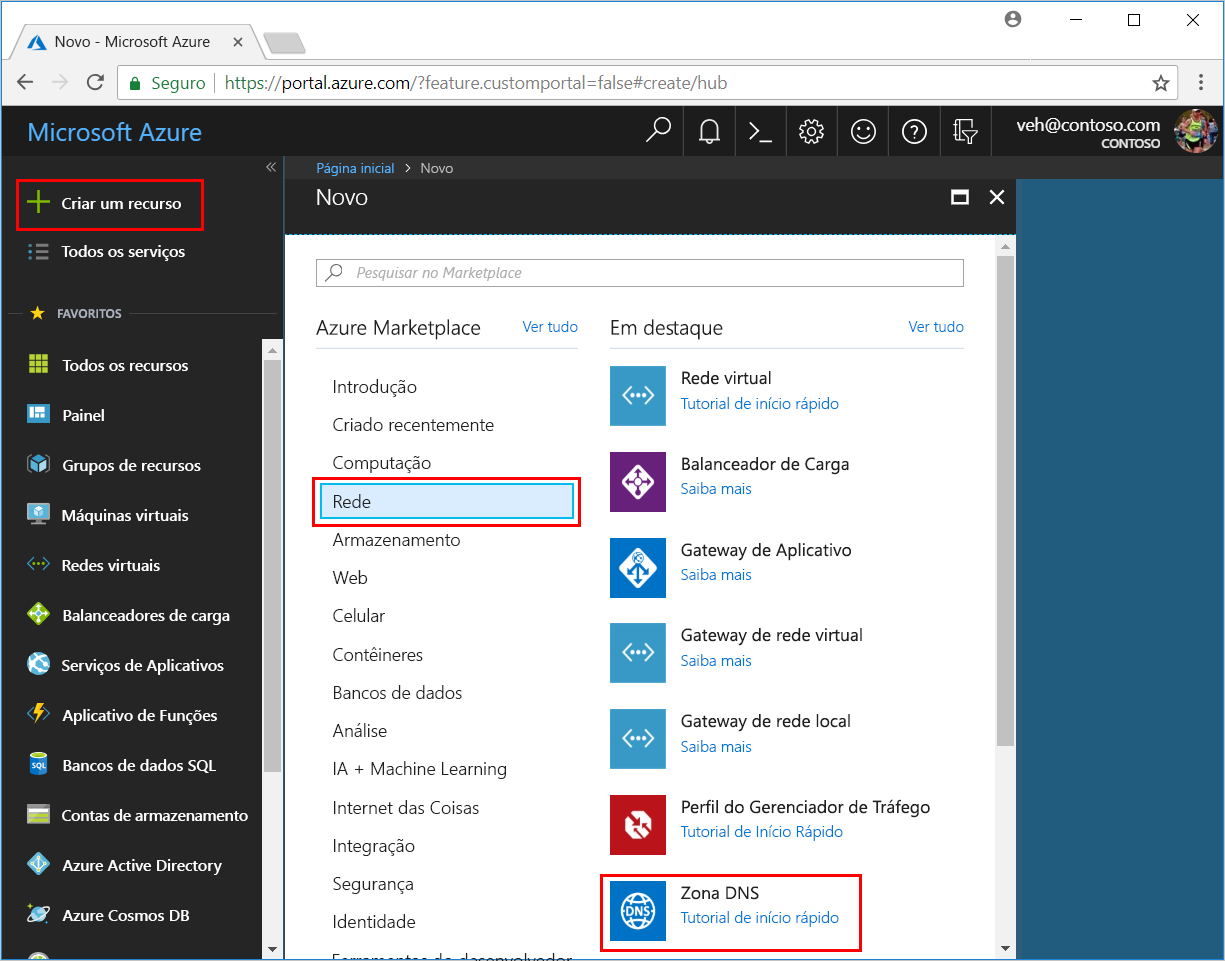 Novo - Microsoft Azure
Seguro
https://portal.azure.com/?feature.customportal=false#create/hub
Microsoft Azure
veh@contoso.com
CONTOSO
Criar um recurso
Todos os serviços
FAVORITOS
Todos os recursos
Painel
Grupos de recursos
Máquinas virtuais
Redes virtuais
Balanceadores de carga
Serviços de Aplicativos
Aplicativo de Funções
SQL
Bancos de dados SQL
Contas de armazenamento
Azure Active Directory
Azure Cosmos DB
Página inicial > Novo
Novo
Pesquisar no Marketplace
Azure Marketplace
Ver tudo
Introdução
Criado recentemente
Computação
Rede
Armazenamento
Web
Celular
Contêineres
Bancos de dados
Análise
IA + Machine Learning
Internet das Coisas
Integração
Segurança
Identidade
Ferramentas do desenvolvedor
Em destaque
Ver tudo
Rede virtual
Tutorial de início rápido
Balanceador de Carga
Saiba mais
Gateway de Aplicativo
Saiba mais
Gateway de rede virtual
Saiba mais
Gateway de rede local
Saiba mais
Perfil do Gerenciador de Tráfego
Tutorial de Início Rápido
DNS
Zona DNS
Tutorial de início rápido